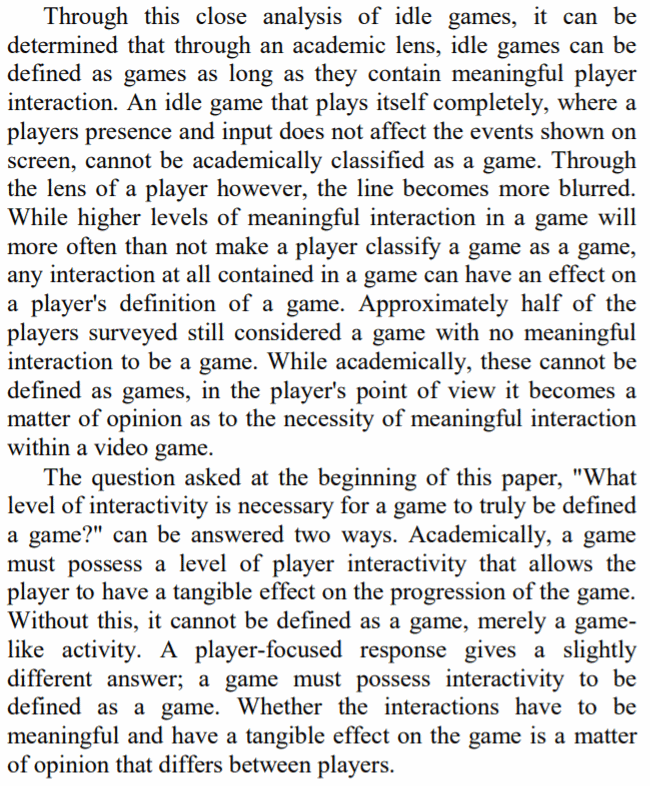 Through this close analysis of idle games, it can be
determined that through an academic lens, idle games can be
defined as games as long as they contain meaningful player
interaction. An idle game that plays itself completely, where a
players presence and input does not affect the events shown on
screen, cannot be academically classified as a game. Through
the lens of a player however, the line becomes more blurred.
While higher levels of meaningful interaction in a game will
more often than not make a player classify a game as a game,
any interaction at all contained in a game can have an effect on
a player's definition of a game. Approximately half of the
players surveyed still considered a game with no meaningful
interaction to be a game. While academically, these cannot be
defined as games, in the player's point of view it becomes a
matter of opinion as to the necessity of meaningful interaction
within a video game.
The question asked at the beginning of this paper, "What
level of interactivity is necessary for a game to truly be defined
a game?" can be answered two ways. Academically, a game
must possess a level of player interactivity that allows the
player to have a tangible effect on the progression of the game.
Without this, it cannot be defined as a game, merely a game-
like activity. A player-focused response gives a slightly
different answer; a game must possess interactivity to be
defined as a game. Whether the interactions have to be
meaningful and have a tangible effect on the game is a matter
of opinion that differs between players.